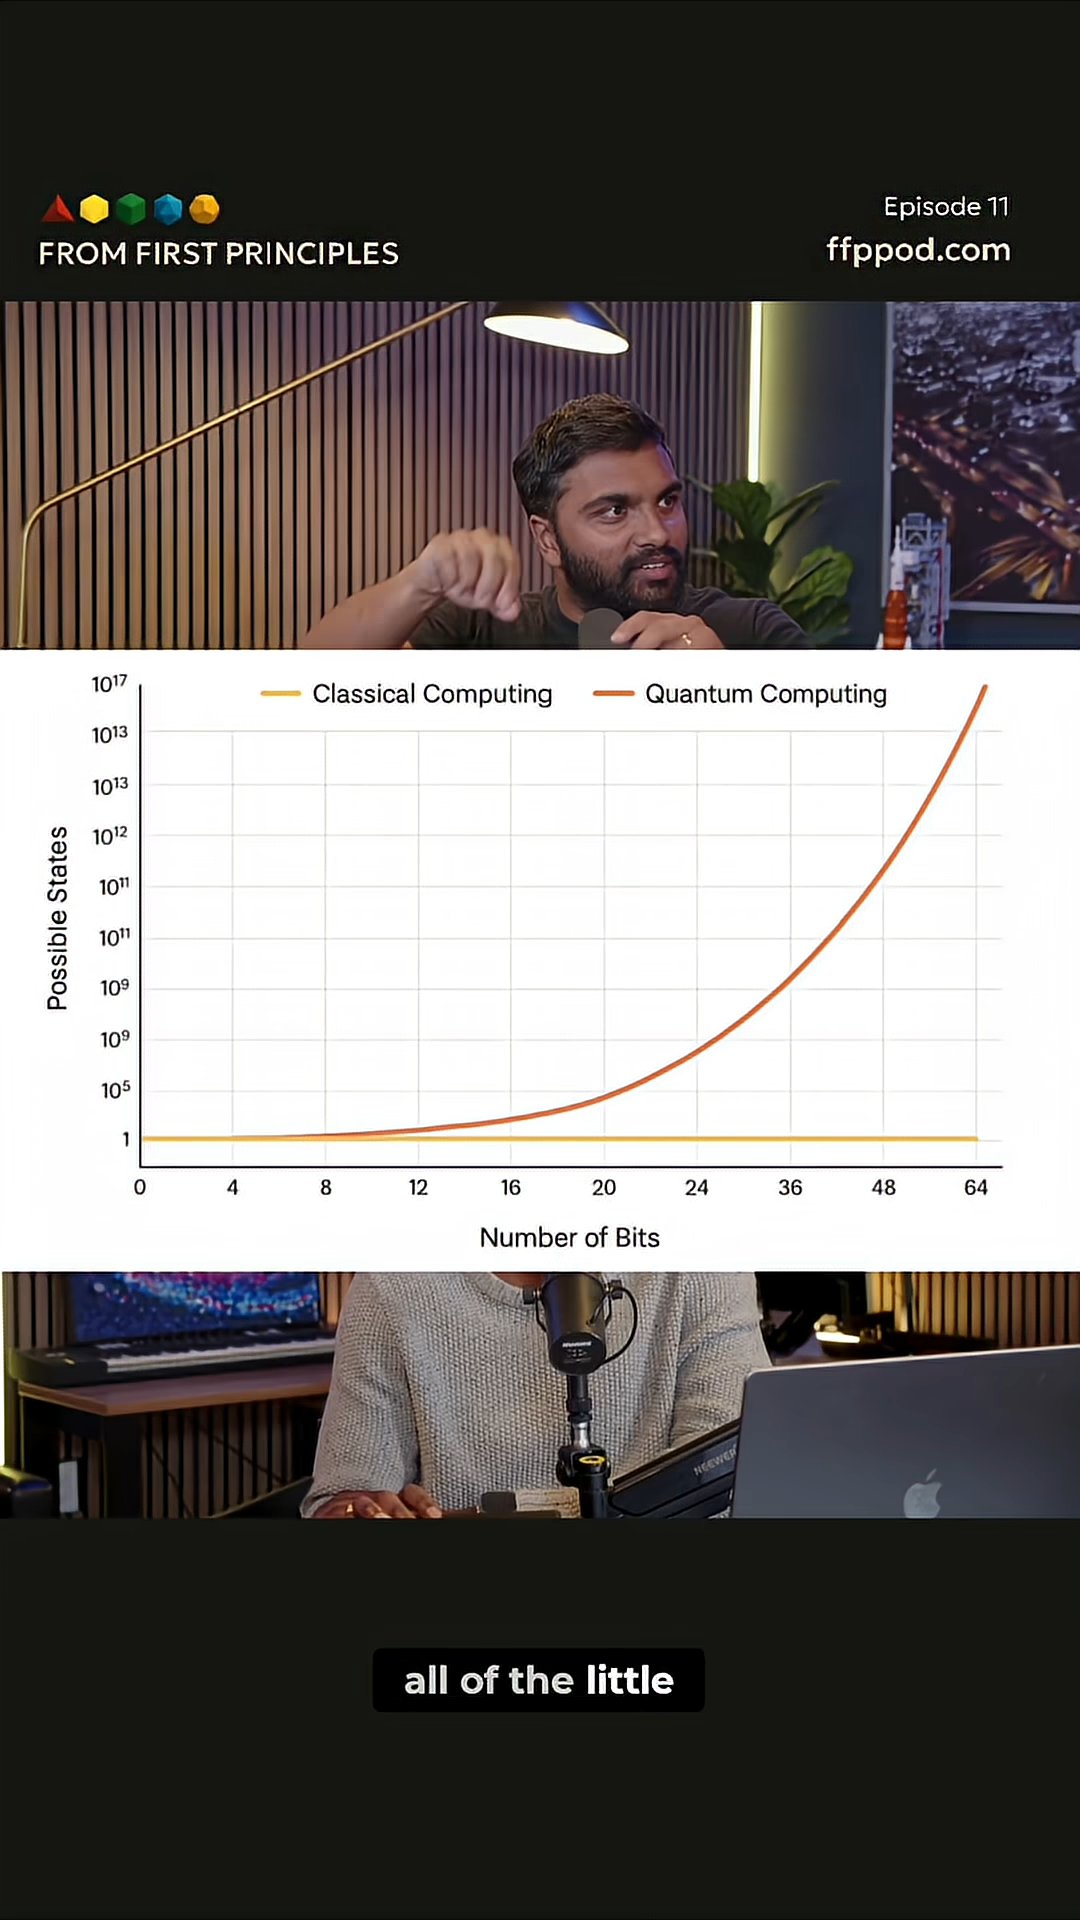 Episode 11
FROM FIRST PRINCIPLES
ffppod.com
Classical Computing
Quantum Computing
Possible States
10¹⁷
10¹³
10¹³
10¹²
10¹¹
10¹¹
10⁹
10⁹
10⁵
1
0 4 8 12 16 20 24 36 48 64
Number of Bits
NEEWER
all of the little